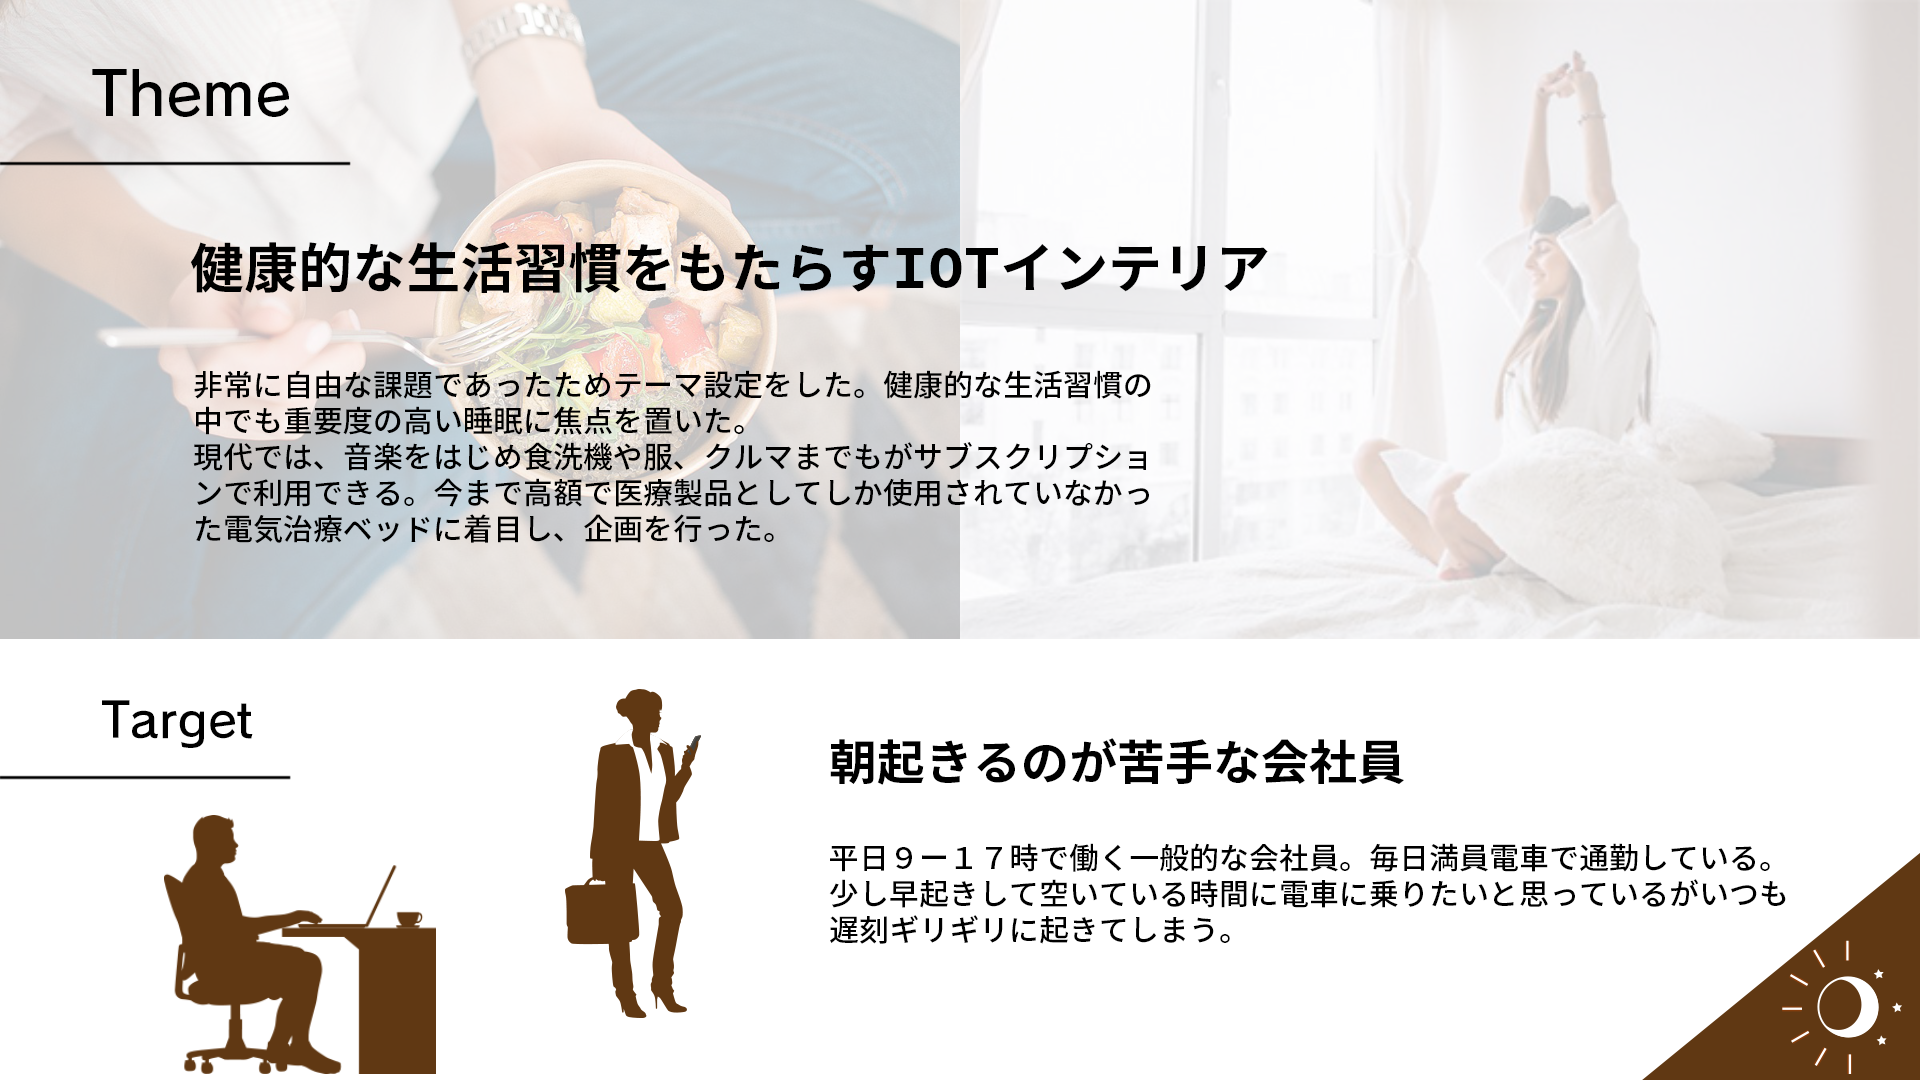 Theme
健康的な生活習慣をもたらすIOTインテリア
非常に自由な課題であったためテーマ設定をした。健康的な生活習慣の
中でも重要度の高い睡眠に焦点を置いた。
現代では、音楽をはじめ食洗機や服、クルマまでもがサブスクリプショ
ンで利用できる。今まで高額で医療製品としてしか使用されていなかっ
た電気治療ベッドに着目し、企画を行った。
Target
朝起きるのが苦手な会社員
平日９ー１７時で働く一般的な会社員。毎日満員電車で通勤している。
少し早起きして空いている時間に電車に乗りたいと思っているがいつも
遅刻ギリギリに起きてしまう。